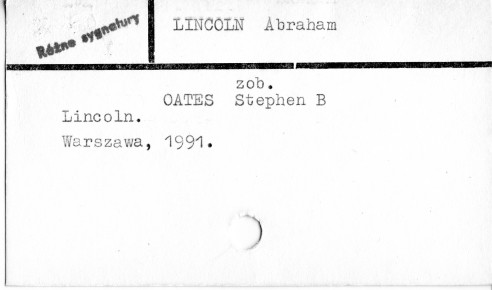 Różne sygnatury
LINCOLN Abraham
zob.
OATES Stephen B
Lincoln.
Warszawa, 1991.